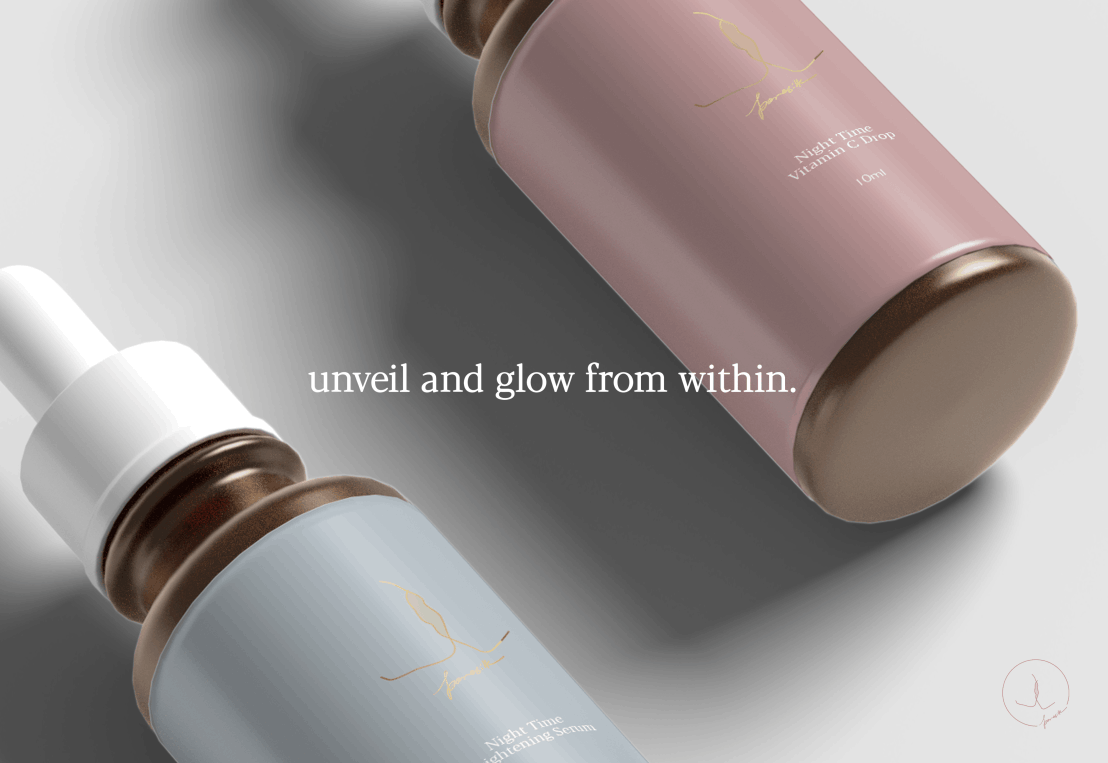 Night Time
Vitamin C Drop
10ml
unveil and glow from within.
Night Time
ightening Serum